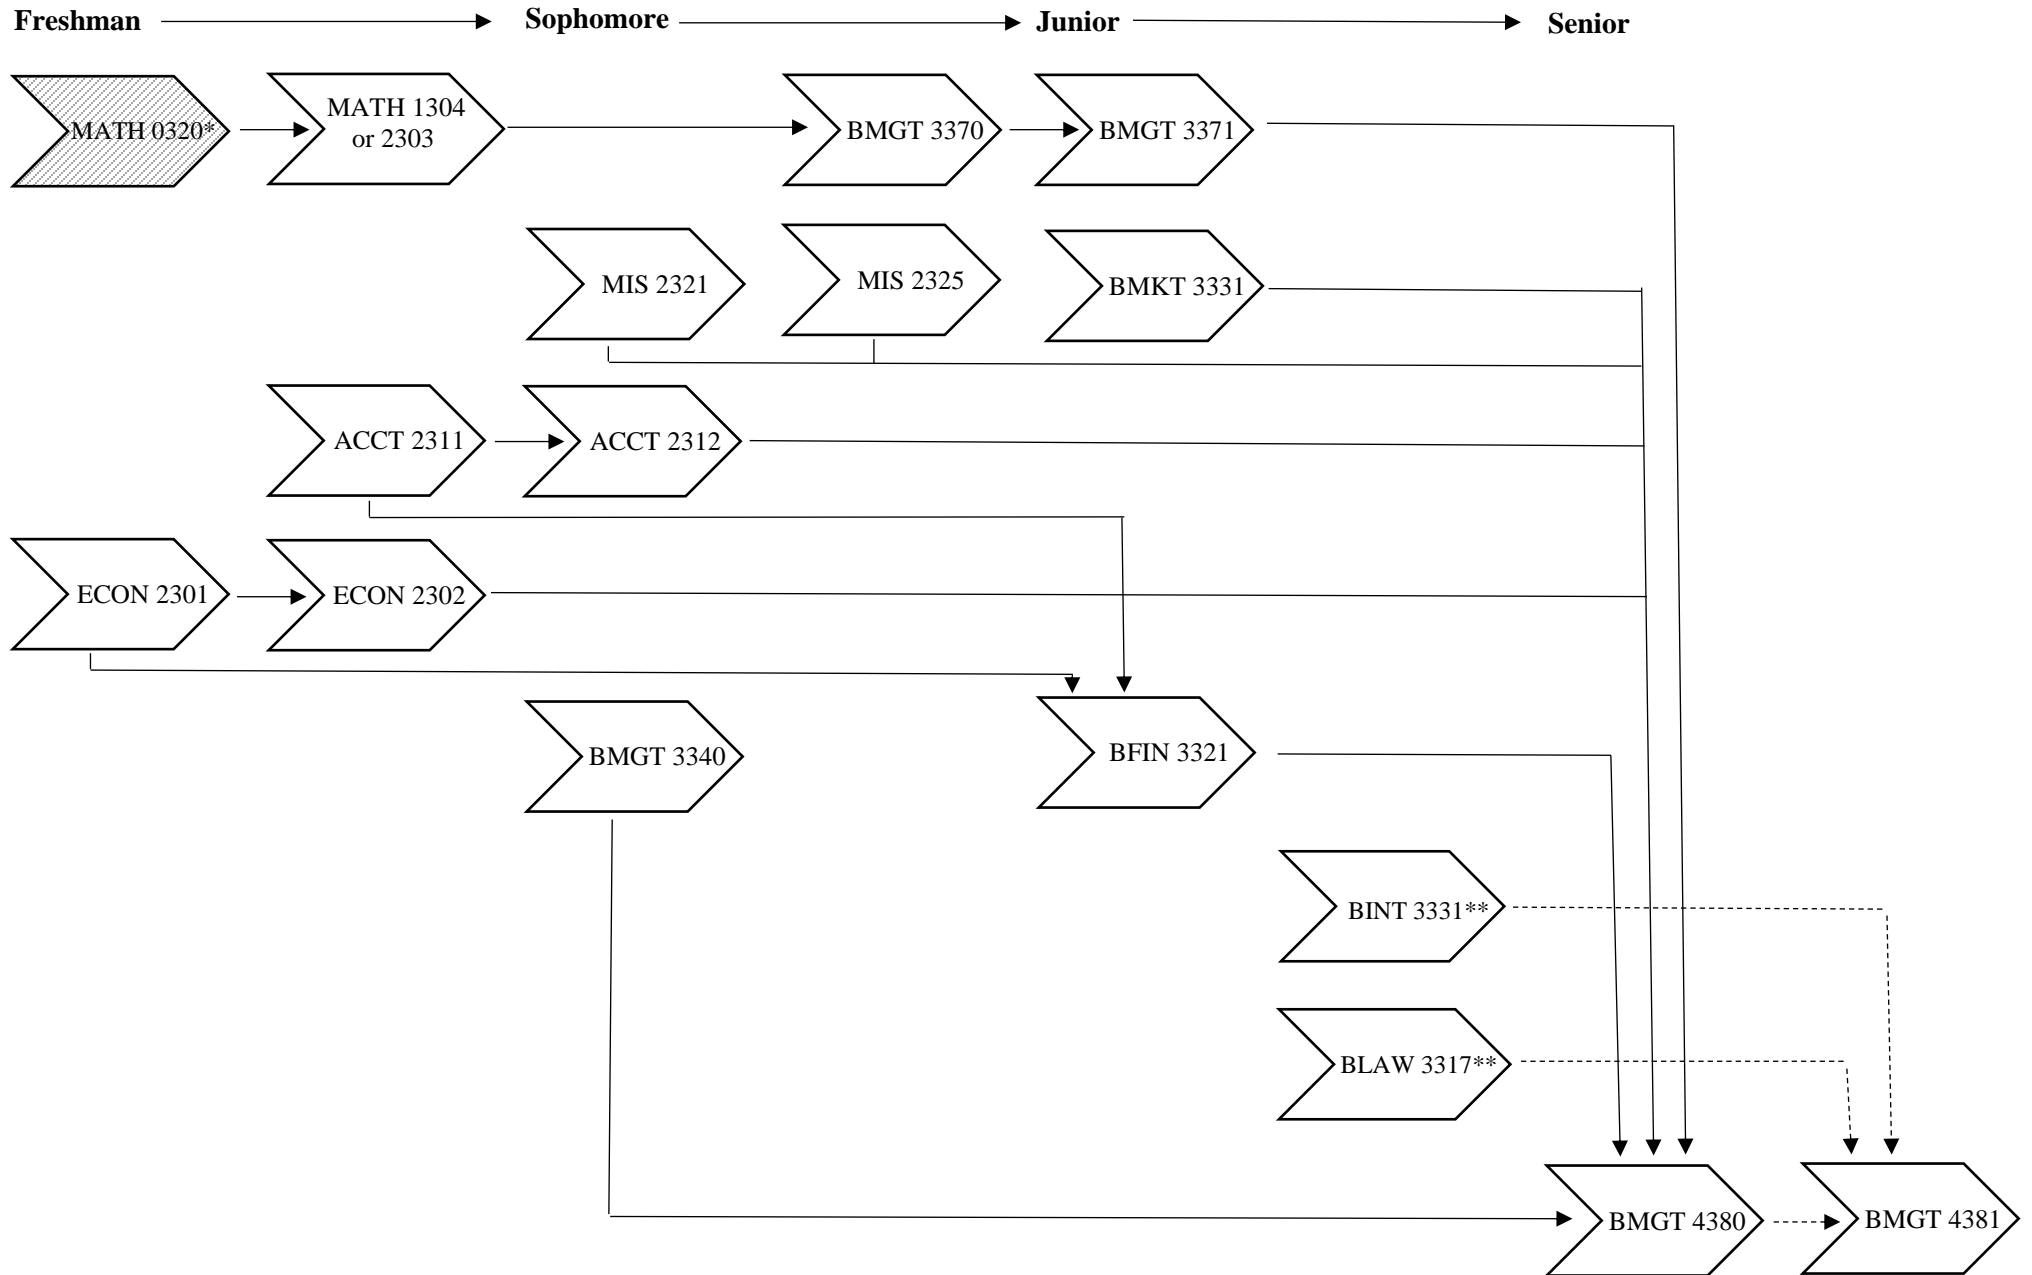 Freshman
Sophomore
Junior
Senior
MATH 0320*
MATH 1304
or 2303
BMGT 3370
BMGT 3371
MIS 2321
MIS 2325
BMKT 3331
ACCT 2311
ACCT 2312
ECON 2301
ECON 2302
BMGT 3340
BFIN 3321
BINT 3331**
BLAW 3317**
BMGT 4380
BMGT 4381